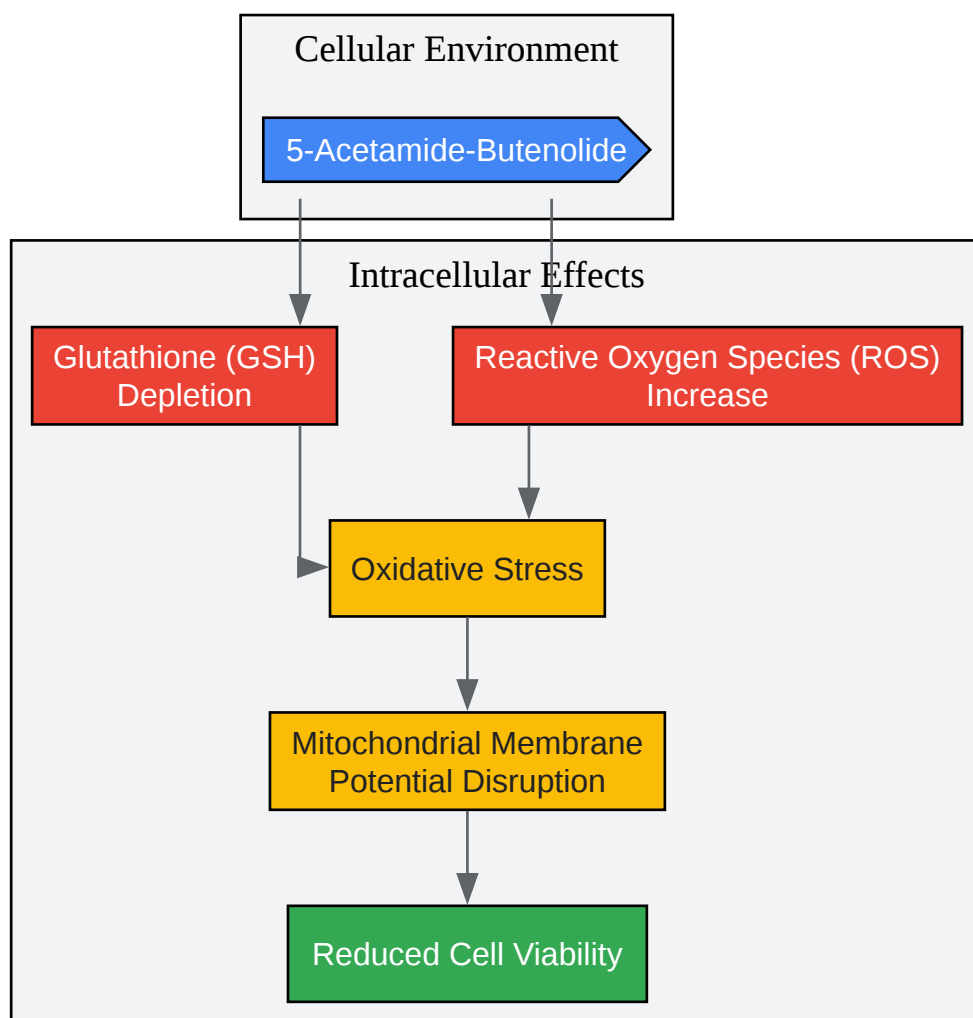 Cellular Environment
5-Acetamide-Butenolide
Intracellular Effects
Glutathione (GSH)
Depletion
Reactive Oxygen Species (ROS)
Increase
Oxidative Stress
Mitochondrial Membrane
Potential Disruption
Reduced Cell Viability